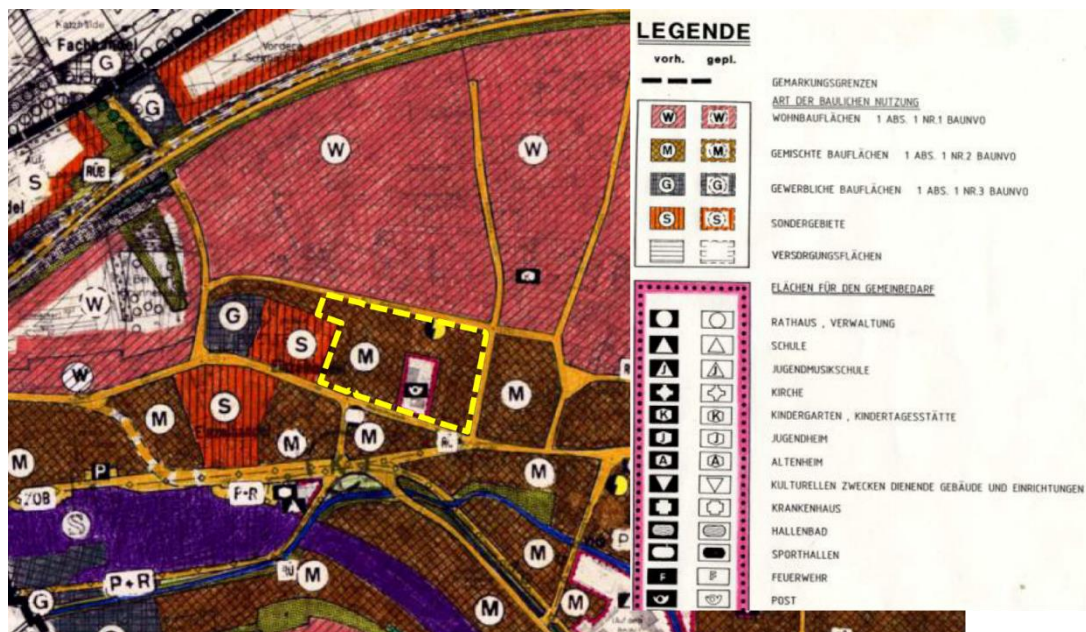 Fachhandel
G
Vordere
G
S
RÜB
W
W
W
G
S
M
W
M
S
M
M
M
M
M
P
ZOB
P+R
M
S
P+R
RÜ
M
M
P
G
M
M
LEGENDE
vorh. gepl.
GEMARKUNGSGRENZEN
ART DER BAULICHEN NUTZUNG
W W WOHNBAUFLÄCHEN 1 ABS. 1 NR.1 BAUNVO
M M GEMISCHTE BAUFLÄCHEN 1 ABS. 1 NR.2 BAUNVO
G G GEWERBLICHE BAUFLÄCHEN 1 ABS. 1 NR.3 BAUNVO
S S SONDERGEBIETE
VERSORGUNGSFLÄCHEN
FLÄCHEN FÜR DEN GEMEINBEDARF
RATHAUS , VERWALTUNG
SCHULE
J J JUGENDMUSIKSCHULE
KIRCHE
K K KINDERGARTEN , KINDERTAGESSTÄTTE
J J JUGENDHEIM
A A ALTENHEIM
KULTURELLEN ZWECKEN DIENENDE GEBÄUDE UND EINRICHTUNGEN
KRANKENHAUS
HALLENBAD
SPORTHALLEN
F F FEUERWEHR
POST